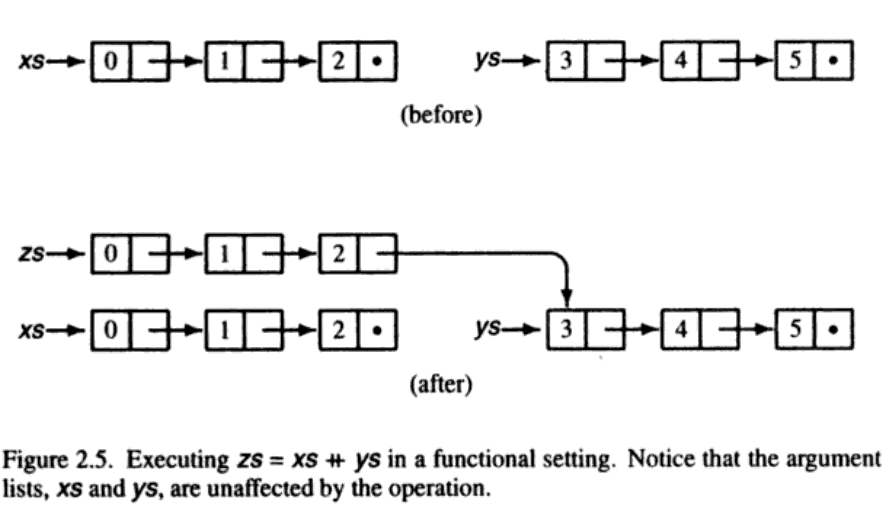 xs 0 1 2 ys 3 4 5
(before)
zs 0 1 2
xs 0 1 2 ys 3 4 5
(after)
Figure 2.5. Executing zs = xs ⧺ ys in a functional setting. Notice that the argument
lists, xs and ys, are unaffected by the operation.